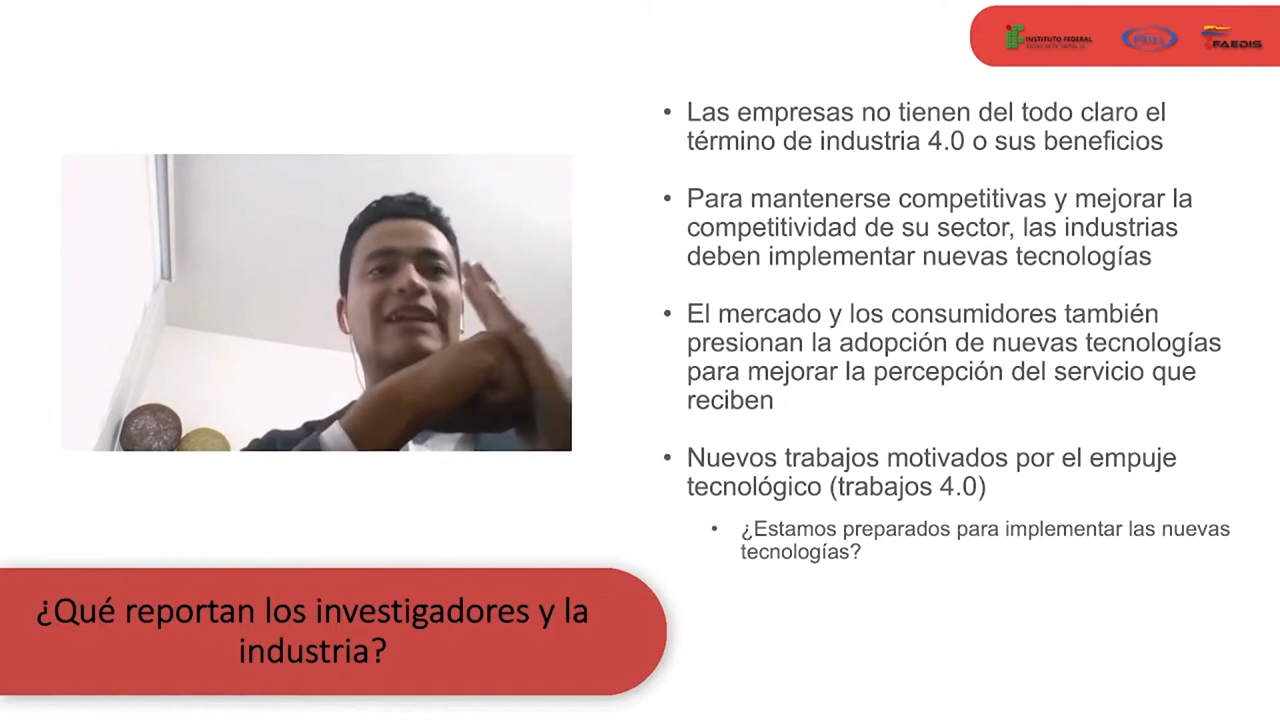 INSTITUTO FEDERAL
FAEDIS
• Las empresas no tienen del todo claro el
término de industria 4.0 o sus beneficios
• Para mantenerse competitivas y mejorar la
competitividad de su sector, las industrias
deben implementar nuevas tecnologías
• El mercado y los consumidores también
presionan la adopción de nuevas tecnologías
para mejorar la percepción del servicio que
reciben
• Nuevos trabajos motivados por el empuje
tecnológico (trabajos 4.0)
• ¿Estamos preparados para implementar las nuevas
tecnologías?
¿Qué reportan los investigadores y la
industria?